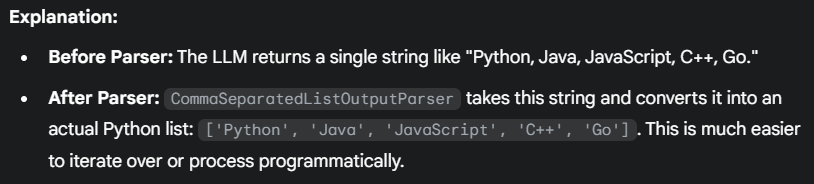 Explanation:
• Before Parser: The LLM returns a single string like "Python, Java, JavaScript, C++, Go."
• After Parser: CommaSeparatedListOutputParser takes this string and converts it into an
actual Python list: ['Python', 'Java', 'JavaScript', 'C++', 'Go']. This is much easier
to iterate over or process programmatically.